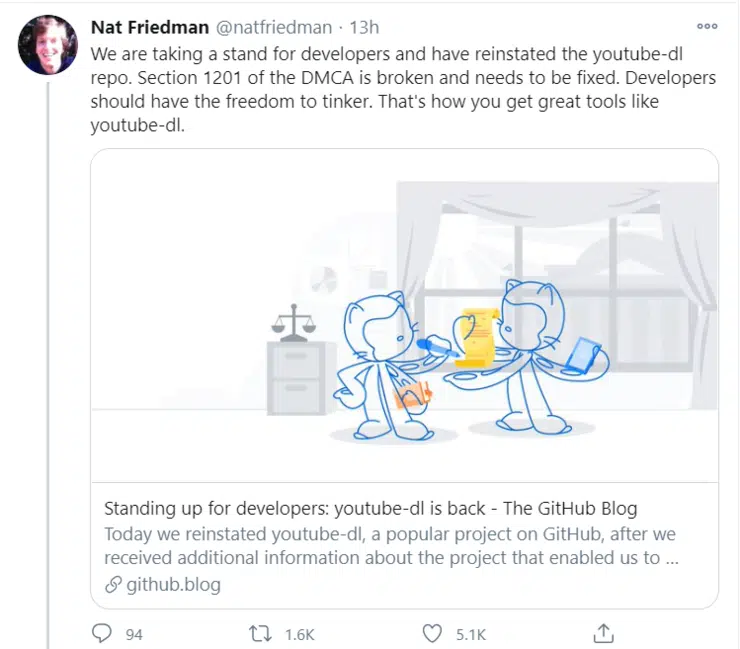 Nat Friedman @natfriedman · 13h
We are taking a stand for developers and have reinstated the youtube-dl
repo. Section 1201 of the DMCA is broken and needs to be fixed. Developers
should have the freedom to tinker. That's how you get great tools like
youtube-dl.
Standing up for developers: youtube-dl is back - The GitHub Blog
Today we reinstated youtube-dl, a popular project on GitHub, after we
received additional information about the project that enabled us to ...
github.blog
94 1.6K 5.1K